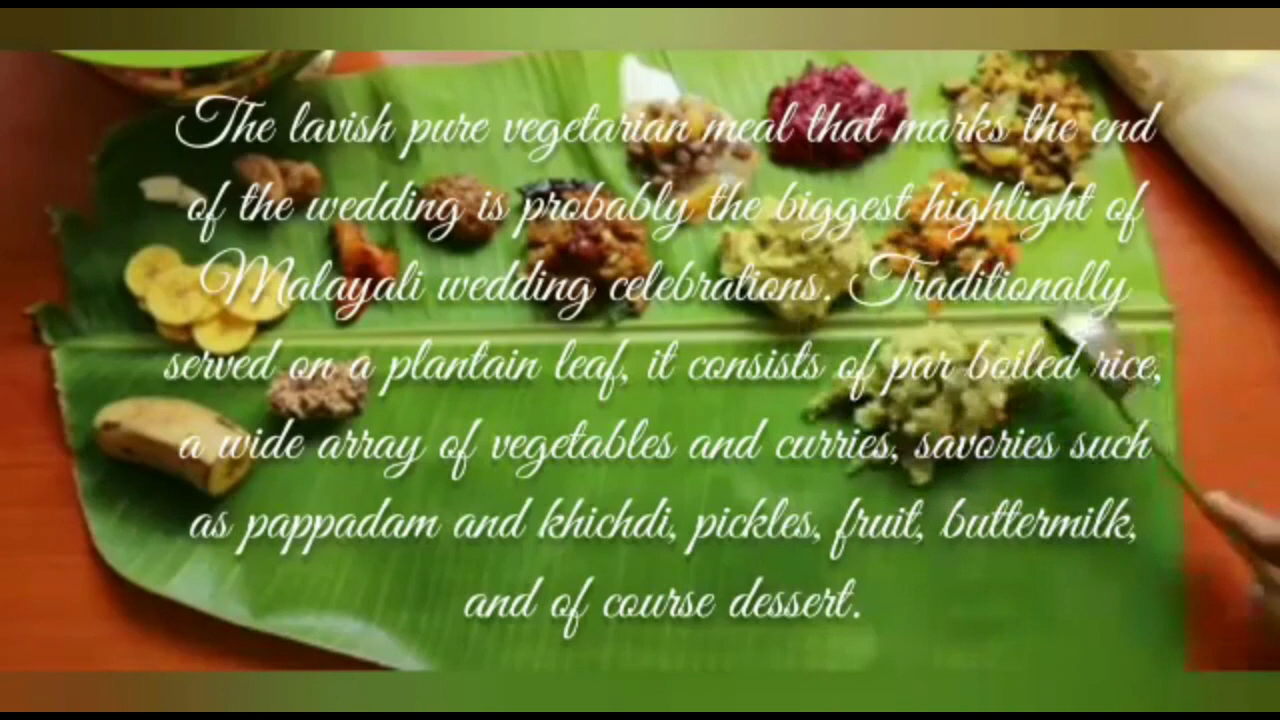 The lavish pure vegetarian meal that marks the end
of the wedding is probably the biggest highlight of
Malayali wedding celebrations. Traditionally
served on a plantain leaf, it consists of par boiled rice,
a wide array of vegetables and curries, savories such
as pappadam and khichdi, pickles, fruit, buttermilk,
and of course dessert.